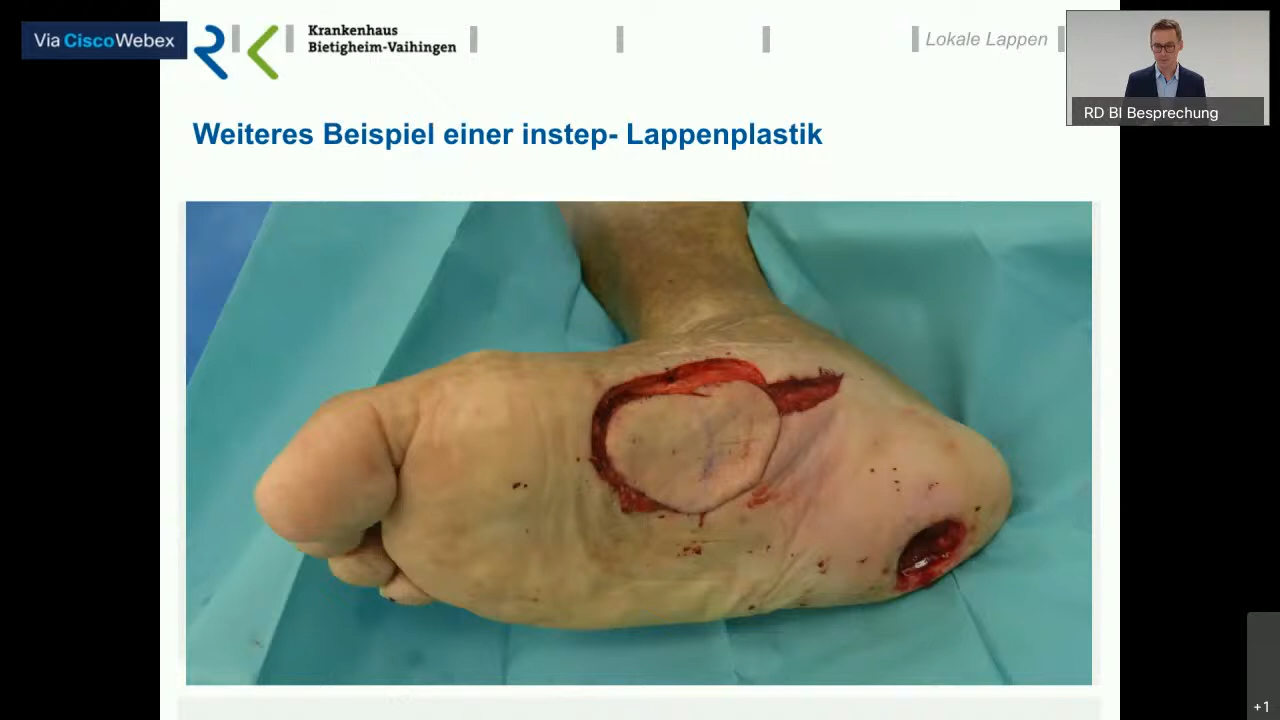 Via CiscoWebex
Krankenhaus
Bietigheim-Vaihingen
Lokale Lappen
RD BI Besprechung
Weiteres Beispiel einer instep- Lappenplastik
+1